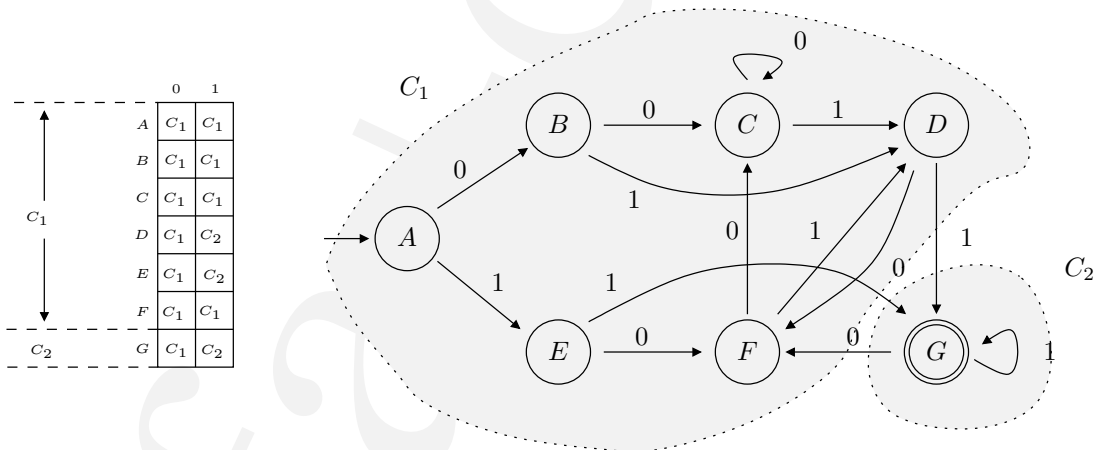 0 1
A C₁ C₁
B C₁ C₁
C C₁ C₁
D C₁ C₂
E C₁ C₂
F C₁ C₁
G C₁ C₂
C₁
C₂
C₁
0
B 0 C 1 D
0
1
A
0 1
1
1 1 0
C₂
E 0 F 0 G 1